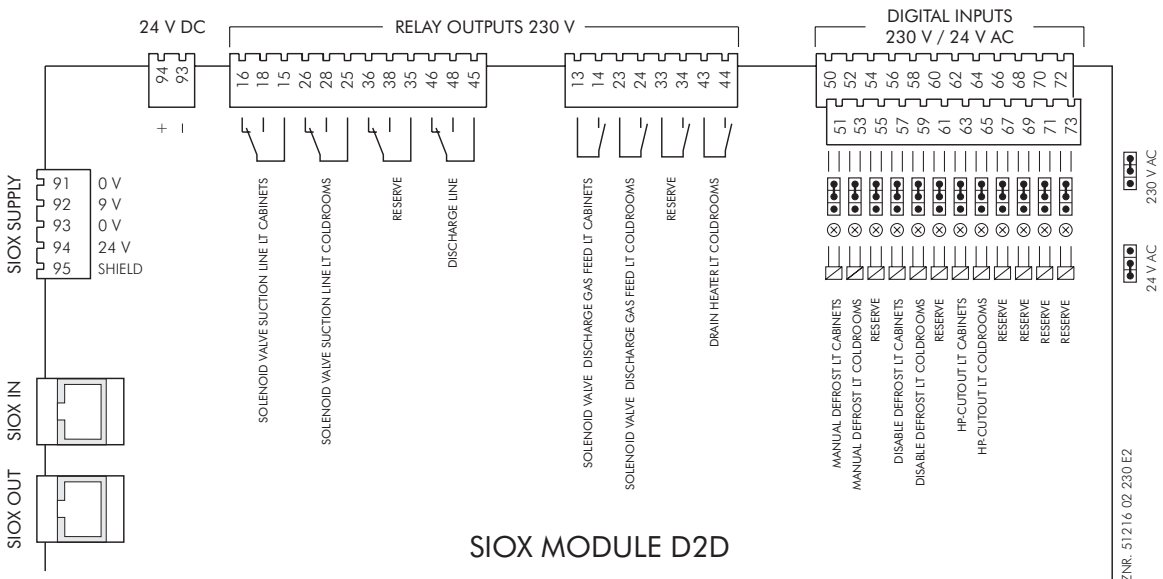 24 V DC
RELAY OUTPUTS 230 V
DIGITAL INPUTS
230 V / 24 V AC
94 93
16 18 15 26 28 25 36 38 35 46 48 45
13 14 23 24 33 34 43 44
50 52 54 56 58 60 62 64 66 68 70 72
51 53 55 57 59 61 63 65 67 69 71 73
+ –
SIOX SUPPLY
91 0 V
92 9 V
93 0 V
94 24 V
95 SHIELD
SOLENOID VALVE SUCTION LINE LT CABINETS
SOLENOID VALVE SUCTION LINE LT COLDROOMS
RESERVE
DISCHARGE LINE
SOLENOID VALVE DISCHARGE GAS FEED LT CABINETS
SOLENOID VALVE DISCHARGE GAS FEED LT COLDROOMS
RESERVE
DRAIN HEATER LT COLDROOMS
MANUAL DEFROST LT CABINETS
MANUAL DEFROST LT COLDROOMS
RESERVE
DISABLE DEFROST LT CABINETS
DISABLE DEFROST LT COLDROOMS
RESERVE
HP-CUTOUT LT CABINETS
HP-CUTOUT LT COLDROOMS
RESERVE
RESERVE
RESERVE
RESERVE
230 V AC
24 V AC
SIOX IN
SIOX OUT
SIOX MODULE D2D
ZNR. 51216 02 230 E2